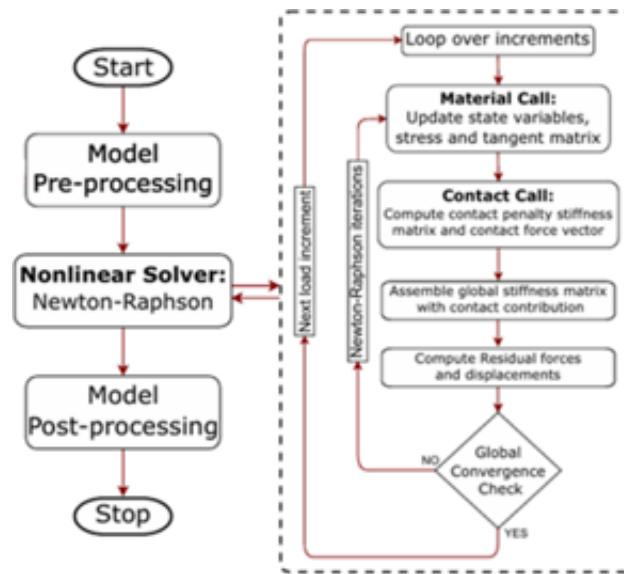 Start
Model
Pre-processing
Nonlinear Solver:
Newton-Raphson
Model
Post-processing
Stop
Loop over increments
Material Call:
Update state variables,
stress and tangent matrix
Contact Call:
Compute contact penalty stiffness
matrix and contact force vector
Assemble global stiffness matrix
with contact contribution
Compute Residual forces
and displacements
Global
Convergence
Check
NO
YES
Newton-Raphson iterations
Next load increment